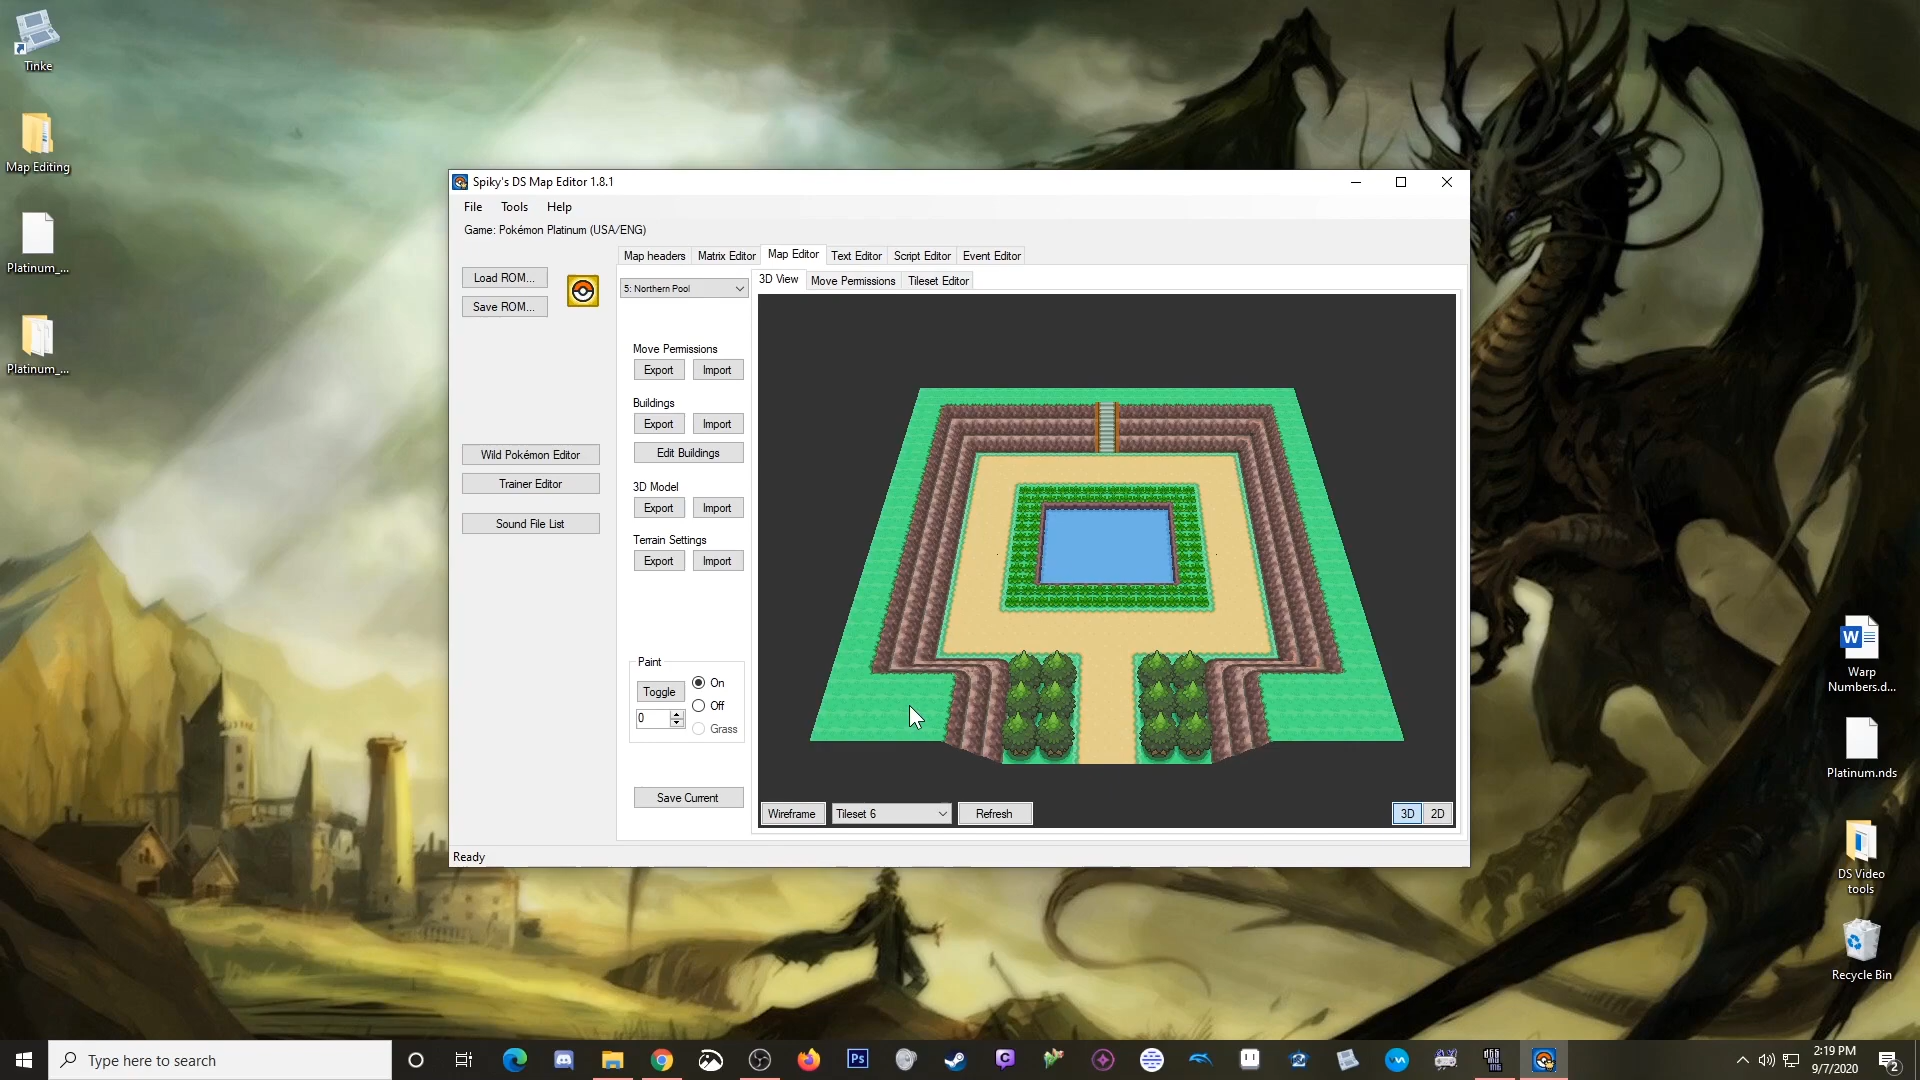 Tinke
Map Editing
Platinum_...
Platinum_...
Spiky's DS Map Editor 1.8.1
File Tools Help
Game: Pokémon Platinum (USA/ENG)
Load ROM...
Save ROM...
Wild Pokémon Editor
Trainer Editor
Sound File List
Map headers Matrix Editor Map Editor Text Editor Script Editor Event Editor
5: Northern Pool
3D View Move Permissions Tileset Editor
Move Permissions
Export Import
Buildings
Export Import
Edit Buildings
3D Model
Export Import
Terrain Settings
Export Import
Paint
Toggle On
Off
0
Grass
Save Current
Wireframe Tileset 6 Refresh 3D 2D
Ready
W
Warp
Numbers.d...
Platinum.nds
DS Video
tools
Recycle Bin
Type here to search
Ps
2:19 PM
9/7/2020
2